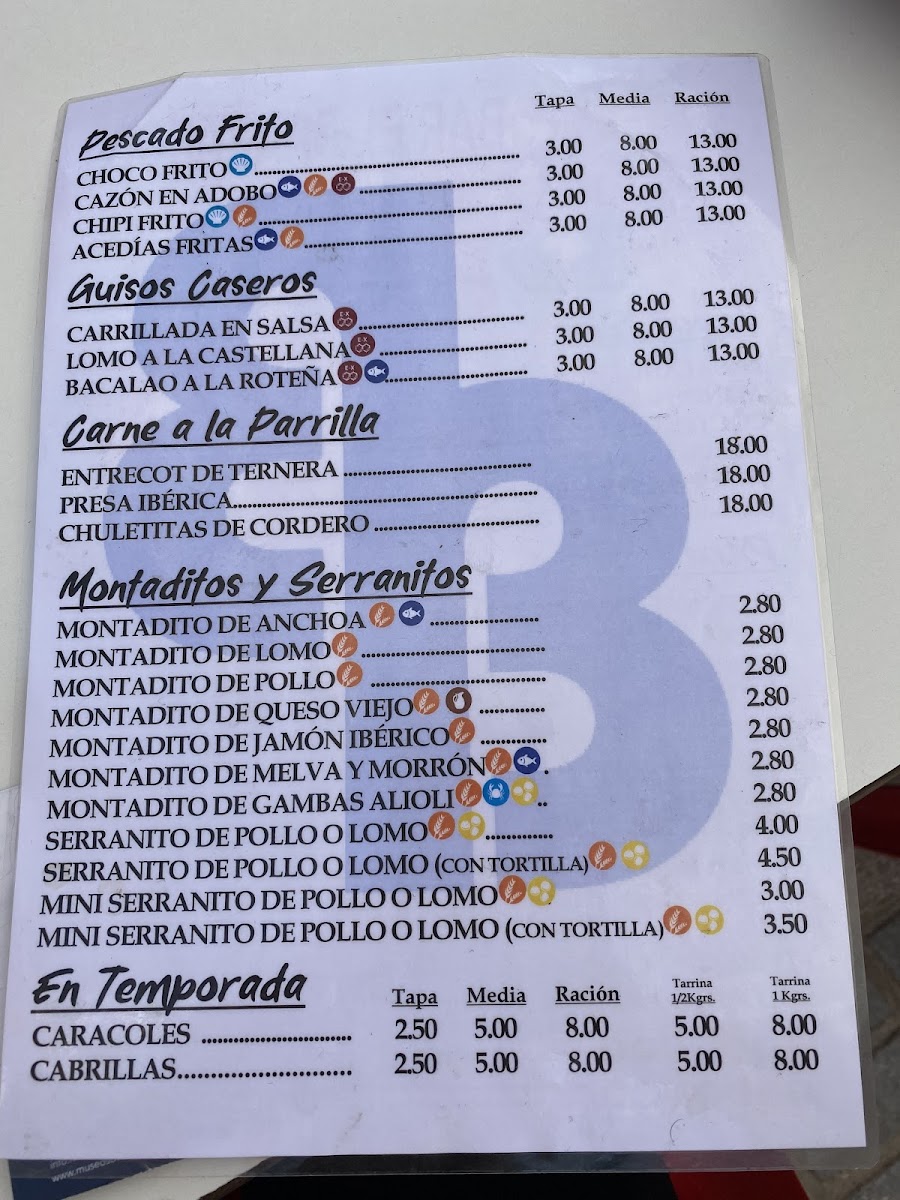 Tapa Media Ración
Pescado Frito
CHOCO FRITO 3.00 8.00 13.00
CAZÓN EN ADOBO E-X 3.00 8.00 13.00
CHIPI FRITO 3.00 8.00 13.00
ACEDÍAS FRITAS 3.00 8.00 13.00
Guisos Caseros
CARRILLADA EN SALSA E-X 3.00 8.00 13.00
LOMO A LA CASTELLANA E-X 3.00 8.00 13.00
BACALAO A LA ROTEÑA E-X 3.00 8.00 13.00
Carne a la Parrilla
ENTRECOT DE TERNERA 18.00
PRESA IBÉRICA 18.00
CHULETITAS DE CORDERO 18.00
Montaditos y Serranitos
MONTADITO DE ANCHOA 2.80
MONTADITO DE LOMO 2.80
MONTADITO DE POLLO 2.80
MONTADITO DE QUESO VIEJO 2.80
MONTADITO DE JAMÓN IBÉRICO 2.80
MONTADITO DE MELVA Y MORRÓN 2.80
MONTADITO DE GAMBAS ALIOLI 2.80
SERRANITO DE POLLO O LOMO 4.00
SERRANITO DE POLLO O LOMO (CON TORTILLA) 4.50
MINI SERRANITO DE POLLO O LOMO 3.00
MINI SERRANITO DE POLLO O LOMO (CON TORTILLA) 3.50
En Temporada
Tapa Media Ración Tarrina 1/2Kgrs. Tarrina 1 Kgrs.
CARACOLES 2.50 5.00 8.00 5.00 8.00
CABRILLAS 2.50 5.00 8.00 5.00 8.00